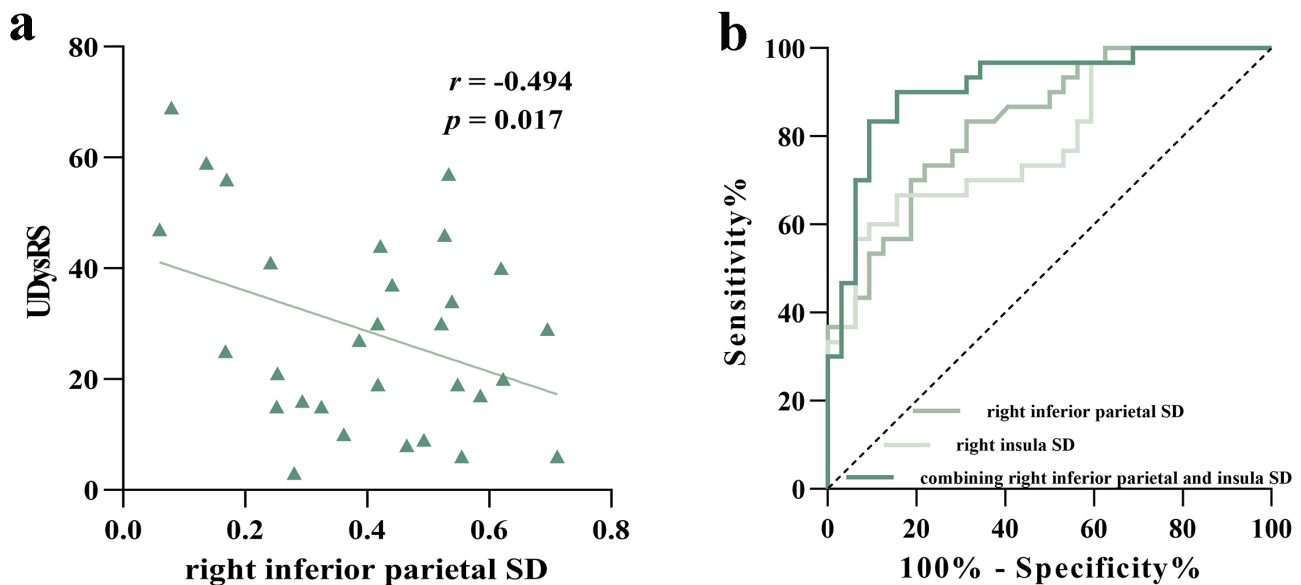 a
80
60
40
20
0
UDysRS
r = -0.494
p = 0.017
0.0 0.2 0.4 0.6 0.8
right inferior parietal SD
b
100
80
60
40
20
0
Sensitivity%
right inferior parietal SD
right insula SD
combining right inferior parietal and insula SD
0 20 40 60 80 100
100% - Specificity%